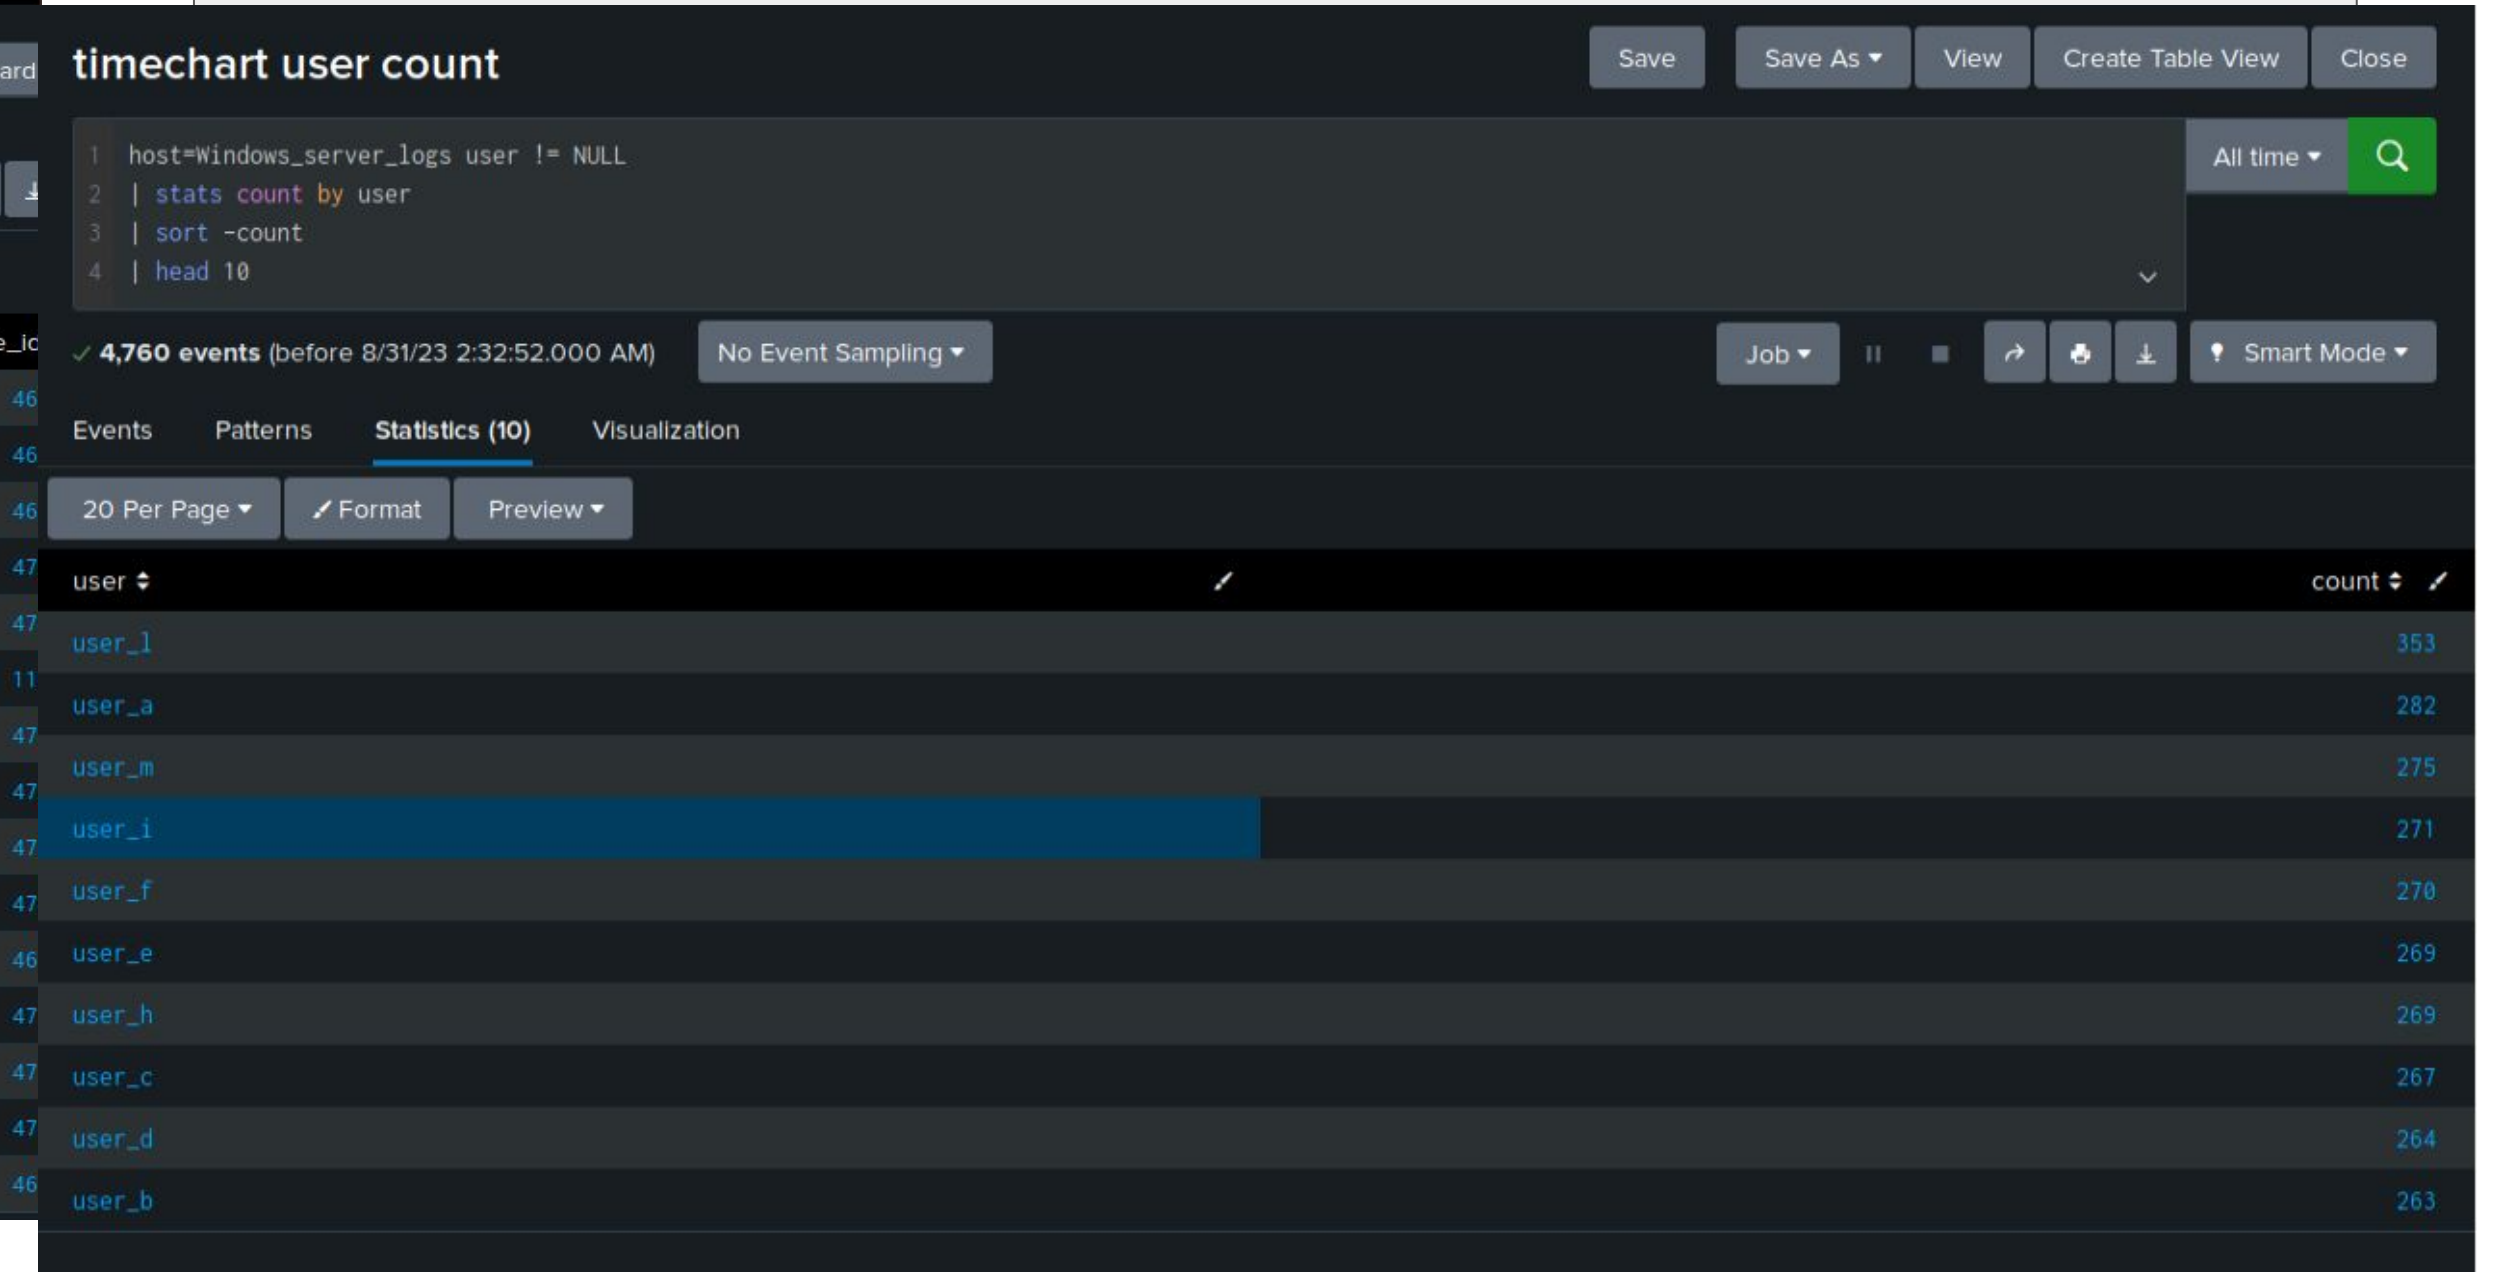 ard
timechart user count
Save
Save As
View
Create Table View
Close
1 host=Windows_server_logs user != NULL
2 | stats count by user
3 | sort -count
4 | head 10
All time
4,760 events (before 8/31/23 2:32:52.000 AM)
No Event Sampling
Job
Smart Mode
e_id
Events
Patterns
Statistics (10)
Visualization
20 Per Page
Format
Preview
user
count
user_l 353
user_a 282
user_m 275
user_i 271
user_f 270
user_e 269
user_h 269
user_c 267
user_d 264
user_b 263
46
46
46
47
47
11
47
47
47
47
46
47
47
47
46